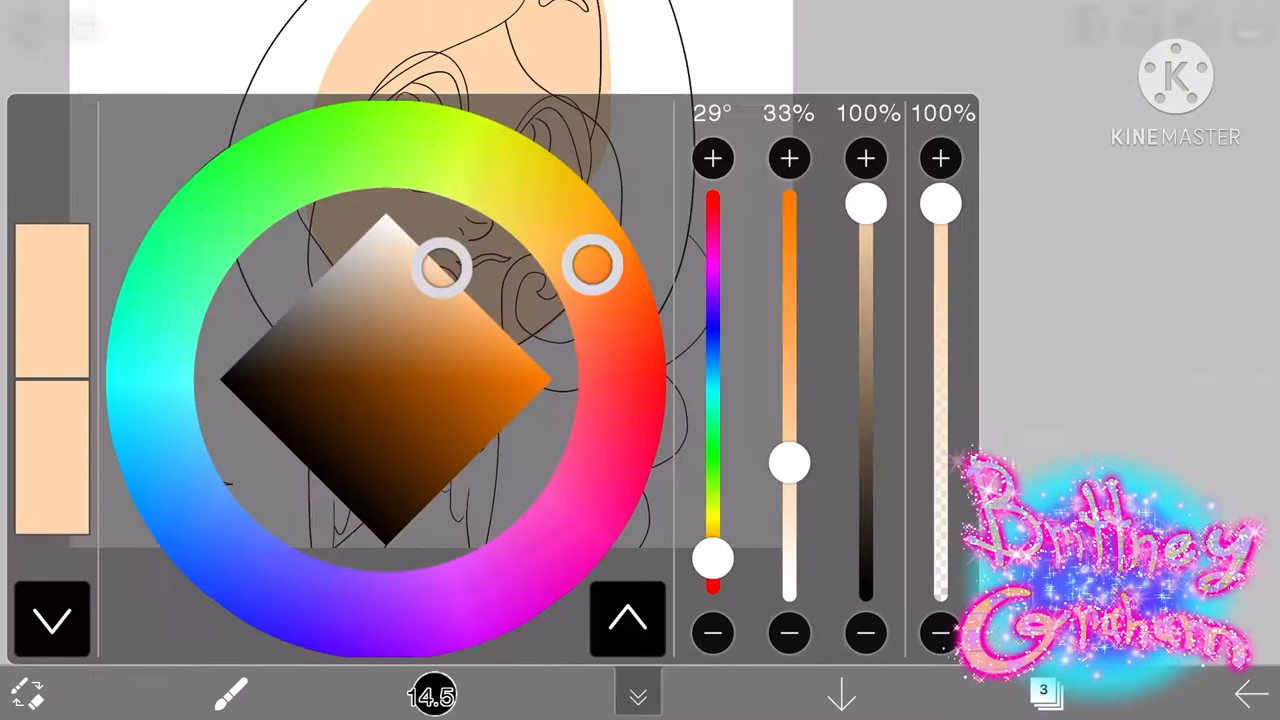 29° 33% 100% 100%
KINEMASTER
Brittney
Graham
14.5
3